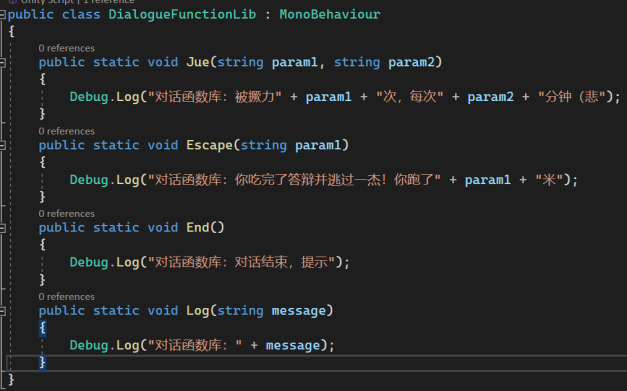 Unity Script | 1 reference
public class DialogueFunctionLib : MonoBehaviour
{
0 references
public static void Jue(string param1, string param2)
{
Debug.Log("对话函数库：被撅力" + param1 + "次，每次" + param2 + "分钟（悲");
}
0 references
public static void Escape(string param1)
{
Debug.Log("对话函数库：你吃完了答辩并逃过一杰！你跑了" + param1 + "米");
}
0 references
public static void End()
{
Debug.Log("对话函数库：对话结束，提示");
}
0 references
public static void Log(string message)
{
Debug.Log("对话函数库：" + message);
}
}